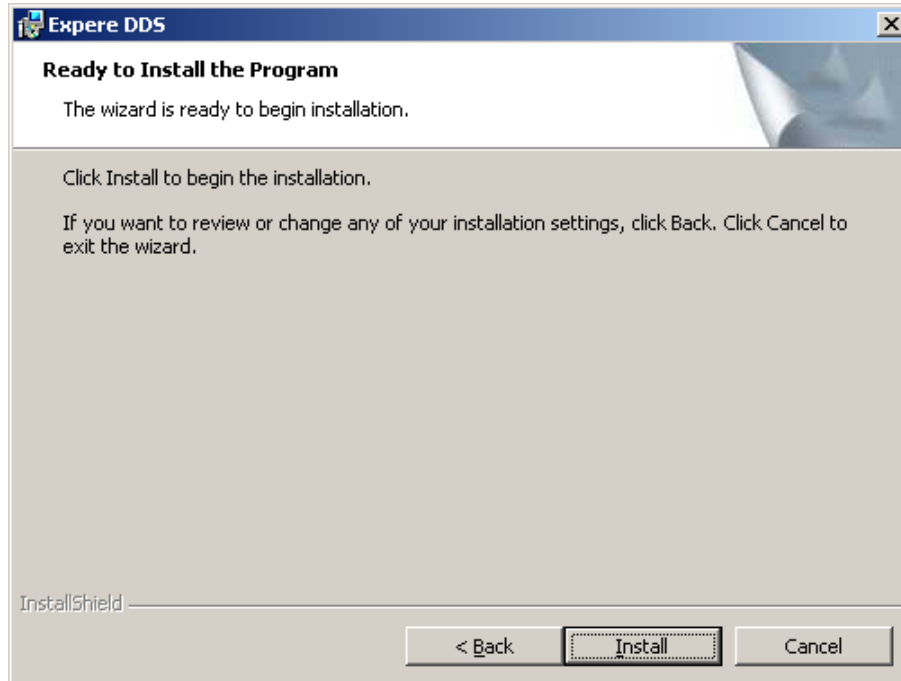 Expere DDS
Ready to Install the Program
The wizard is ready to begin installation.
Click Install to begin the installation.
If you want to review or change any of your installation settings, click Back. Click Cancel to
exit the wizard.
InstallShield
< Back
Install
Cancel